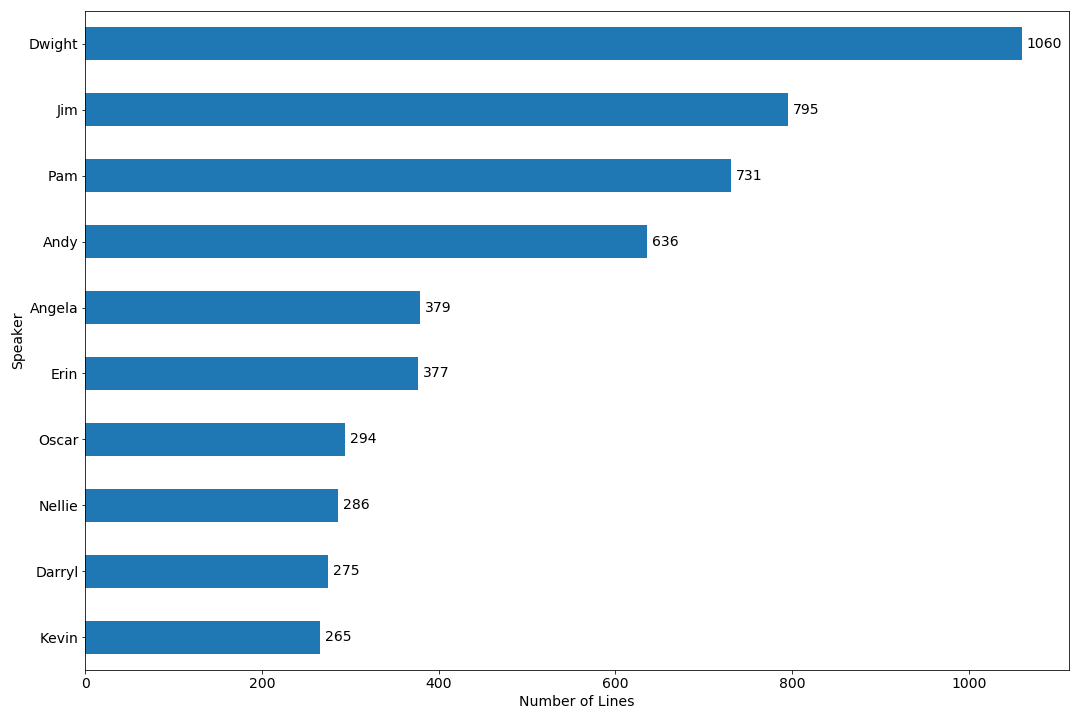 Dwight 1060
Jim 795
Pam 731
Andy 636
Angela 379
Erin 377
Oscar 294
Nellie 286
Darryl 275
Kevin 265
Speaker
0 200 400 600 800 1000
Number of Lines